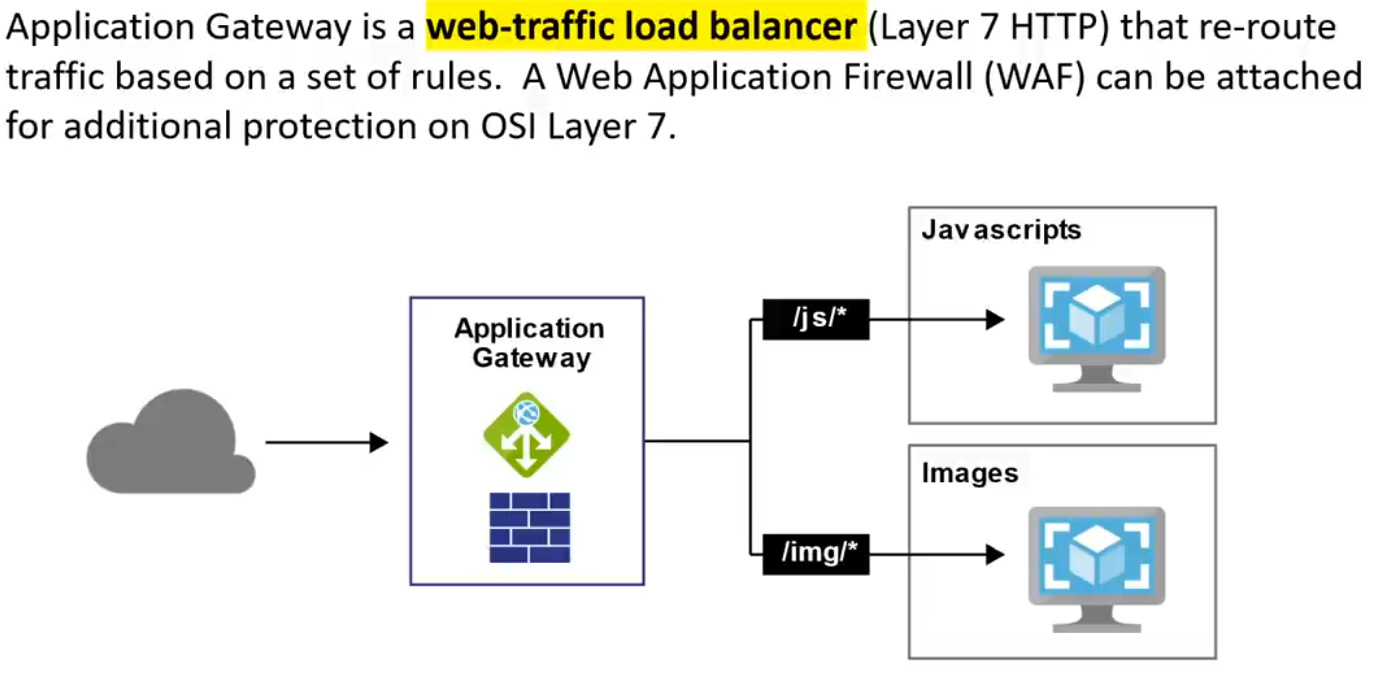 Application Gateway is a web-traffic load balancer (Layer 7 HTTP) that re-route
traffic based on a set of rules. A Web Application Firewall (WAF) can be attached
for additional protection on OSI Layer 7.
Javascripts
Application
Gateway
/js/*
Images
/img/*